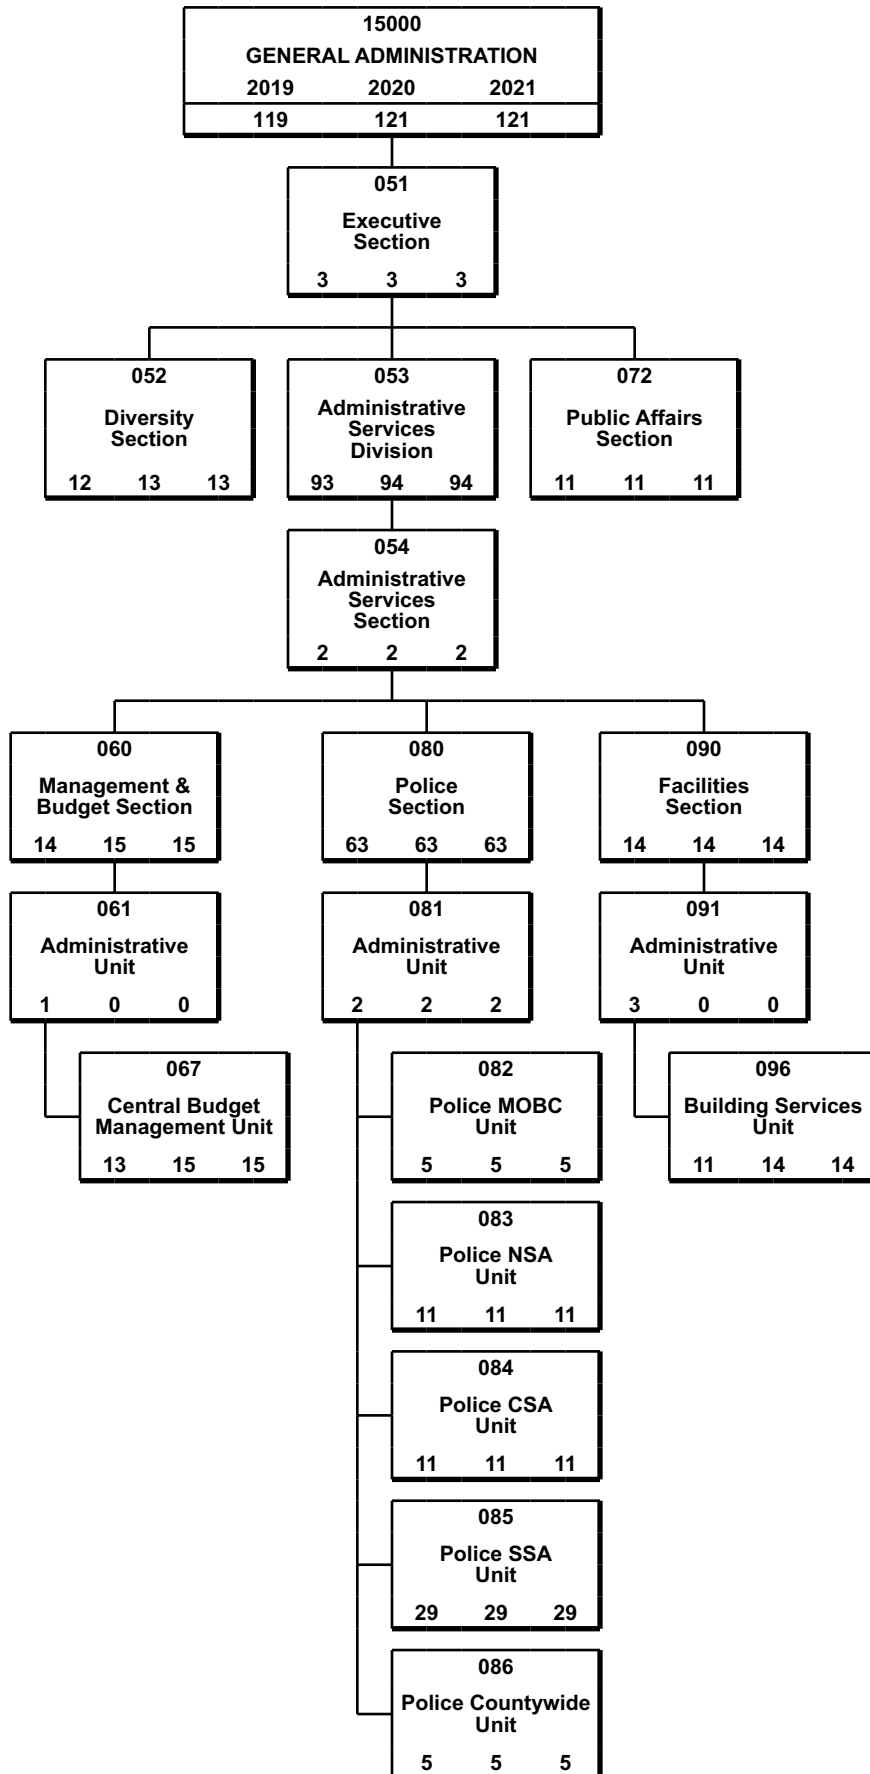 15000
GENERAL ADMINISTRATION
2019 2020 2021
119 121 121
051
Executive
Section
3 3 3
052
Diversity
Section
12 13 13
053
Administrative
Services
Division
93 94 94
072
Public Affairs
Section
11 11 11
054
Administrative
Services
Section
2 2 2
060
Management &
Budget Section
14 15 15
080
Police
Section
63 63 63
090
Facilities
Section
14 14 14
061
Administrative
Unit
1 0 0
081
Administrative
Unit
2 2 2
091
Administrative
Unit
3 0 0
067
Central Budget
Management Unit
13 15 15
082
Police MOBC
Unit
5 5 5
096
Building Services
Unit
11 14 14
083
Police NSA
Unit
11 11 11
084
Police CSA
Unit
11 11 11
085
Police SSA
Unit
29 29 29
086
Police Countywide
Unit
5 5 5